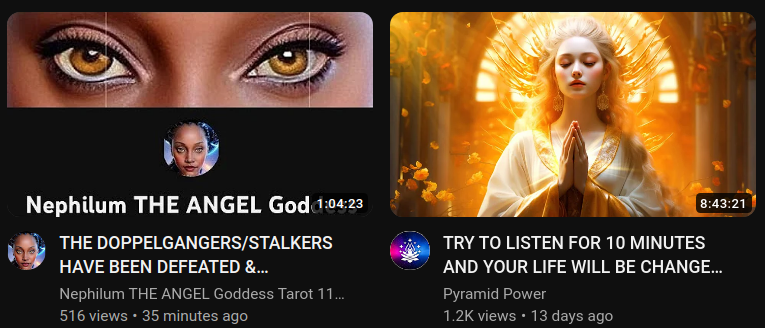 Nephilum THE ANGEL
1:04:23
THE DOPPELGANGERS/STALKERS
HAVE BEEN DEFEATED &…
Nephilum THE ANGEL Goddess Tarot 11…
516 views • 35 minutes ago
8:43:21
TRY TO LISTEN FOR 10 MINUTES
AND YOUR LIFE WILL BE CHANGE…
Pyramid Power
1.2K views • 13 days ago